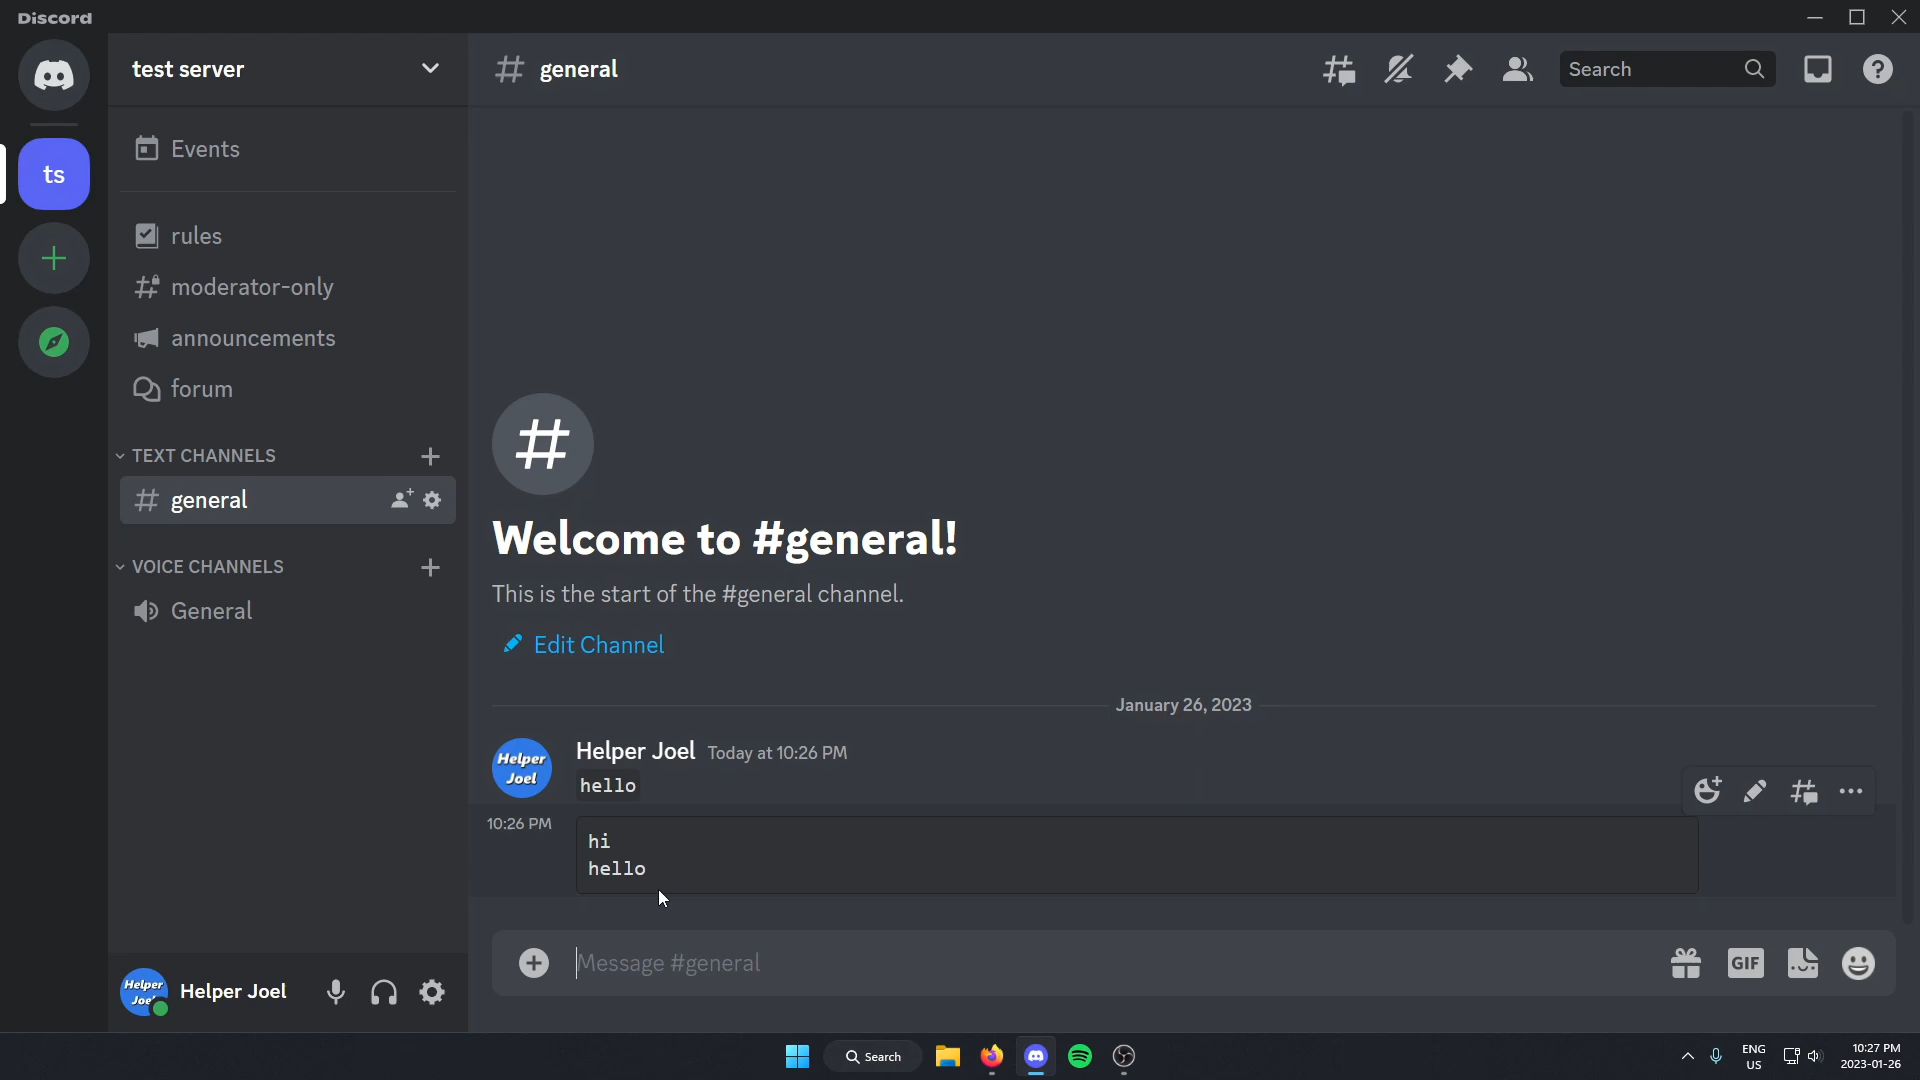 Discord
test server
general
Search
Events
ts
rules
moderator-only
announcements
forum
TEXT CHANNELS
general
VOICE CHANNELS
General
Welcome to #general!
This is the start of the #general channel.
Edit Channel
January 26, 2023
Helper Joel
Helper Joel Today at 10:26 PM
hello
10:26 PM
hi
hello
Message #general
GIF
Helper Joel
Helper Joel
Search
ENG
US
10:27 PM
2023-01-26